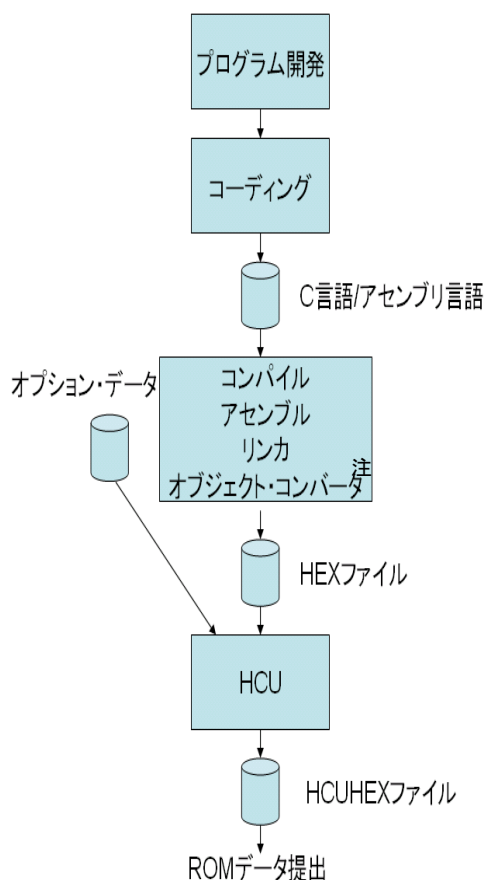 プログラム開発
コーディング
C言語/アセンブリ言語
オプション・データ
コンパイル
アセンブル
リンカ
オブジェクト・コンバータ注
HEXファイル
HCU
HCUHEXファイル
ROMデータ提出